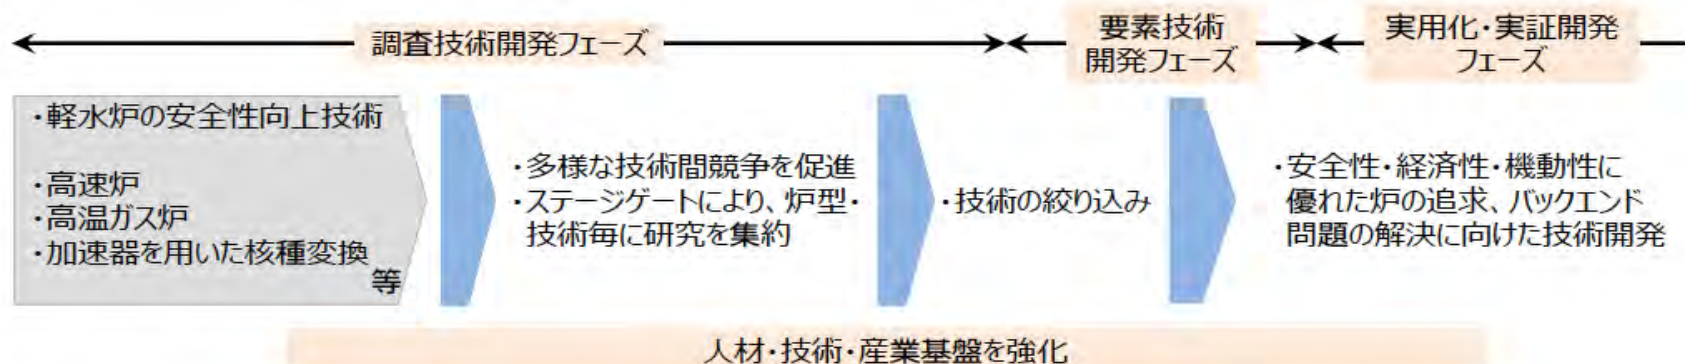 調査技術開発フェーズ
要素技術
開発フェーズ
実用化・実証開発
フェーズ
・軽水炉の安全性向上技術
・高速炉
・高温ガス炉
・加速器を用いた核種変換
等
・多様な技術間競争を促進
・ステージゲートにより、炉型・
技術毎に研究を集約
・技術の絞り込み
・安全性・経済性・機動性に
優れた炉の追求、バックエンド
問題の解決に向けた技術開発
人材・技術・産業基盤を強化